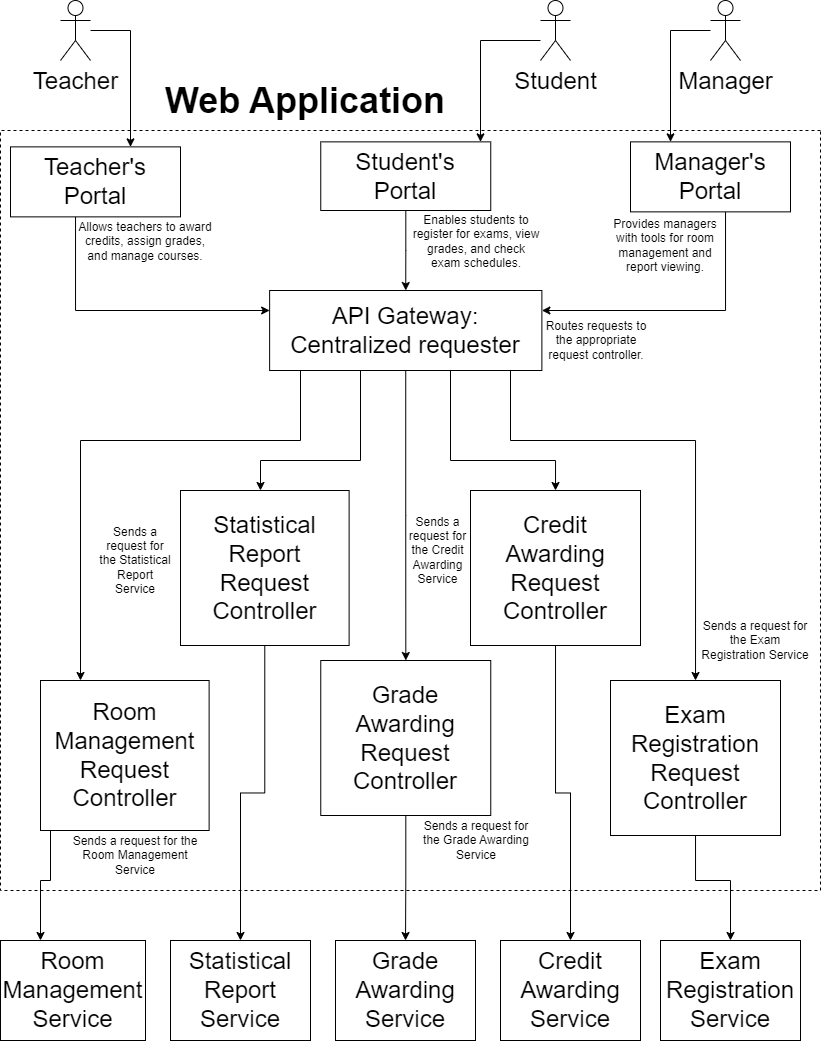 Teacher
Student
Manager
Web Application
Teacher's
Portal
Student's
Portal
Manager's
Portal
Allows teachers to award
credits, assign grades,
and manage courses.
Enables students to
register for exams, view
grades, and check
exam schedules.
Provides managers
with tools for room
management and
report viewing.
API Gateway:
Centralized requester
Routes requests to
the appropriate
request controller.
Sends a
request for
the Statistical
Report
Service
Statistical
Report
Request
Controller
Sends a
request for
the Credit
Awarding
Service
Credit
Awarding
Request
Controller
Sends a request for
the Exam
Registration Service
Room
Management
Request
Controller
Grade
Awarding
Request
Controller
Exam
Registration
Request
Controller
Sends a request for the
Room Management
Service
Sends a request for
the Grade Awarding
Service
Room
Management
Service
Statistical
Report
Service
Grade
Awarding
Service
Credit
Awarding
Service
Exam
Registration
Service